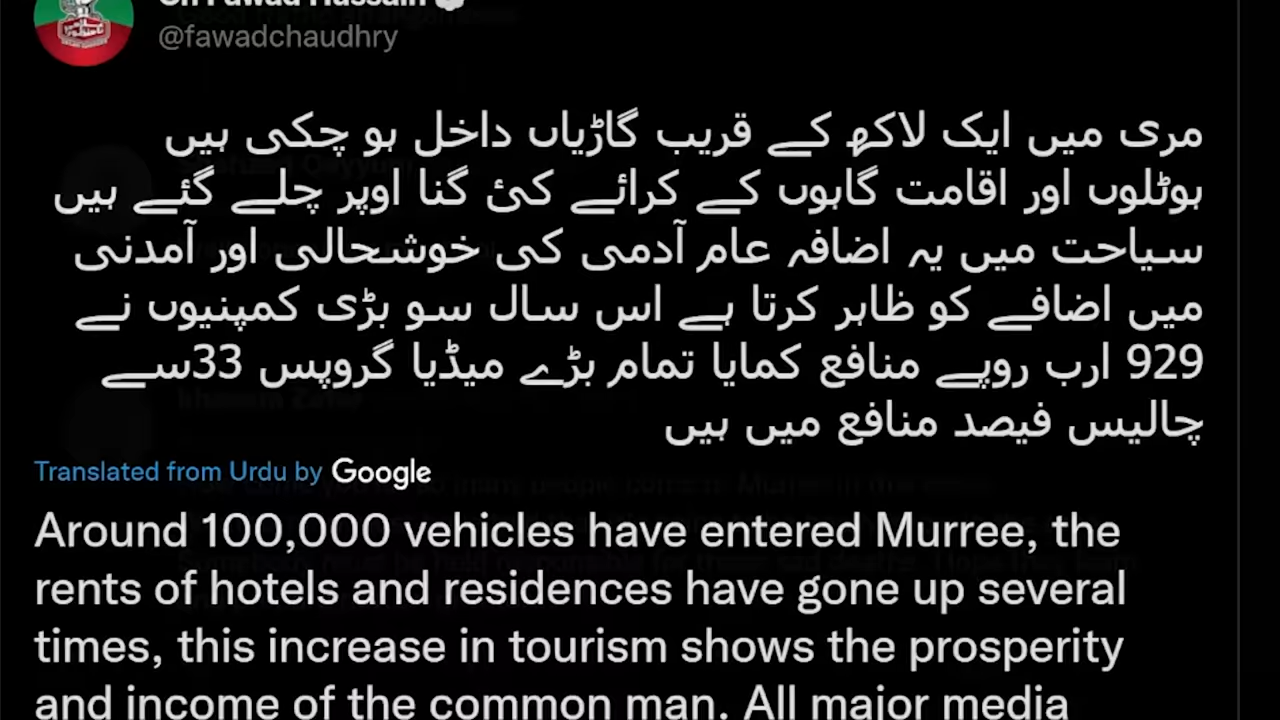 Ch Fawad Hussain
@fawadchaudhry
مری میں ایک لاکھ کے قریب گاڑیاں داخل ہو چکی ہیں
ہوٹلوں اور اقامت گاہوں کے کرائے کئ گنا اوپر چلے گئے ہیں
سیاحت میں یہ اضافہ عام آدمی کی خوشحالی اور آمدنی
میں اضافے کو ظاہر کرتا ہے اس سال سو بڑی کمپنیوں نے
929 ارب روپے منافع کمایا تمام بڑے میڈیا گروپس 33سے
چالیس فیصد منافع میں ہیں
Translated from Urdu by Google
Around 100,000 vehicles have entered Murree, the
rents of hotels and residences have gone up several
times, this increase in tourism shows the prosperity
and income of the common man. All major media